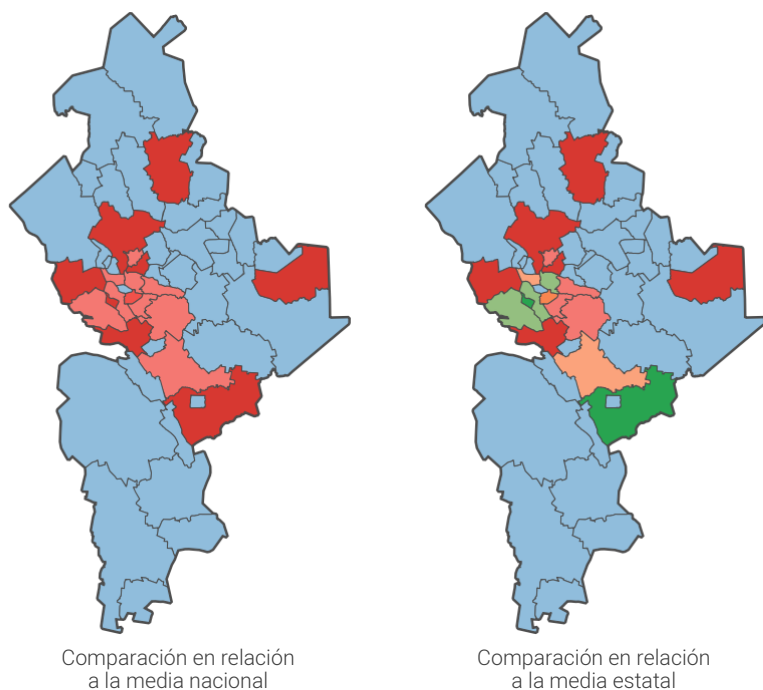 Comparación en relación
a la media nacional
Comparación en relación
a la media estatal